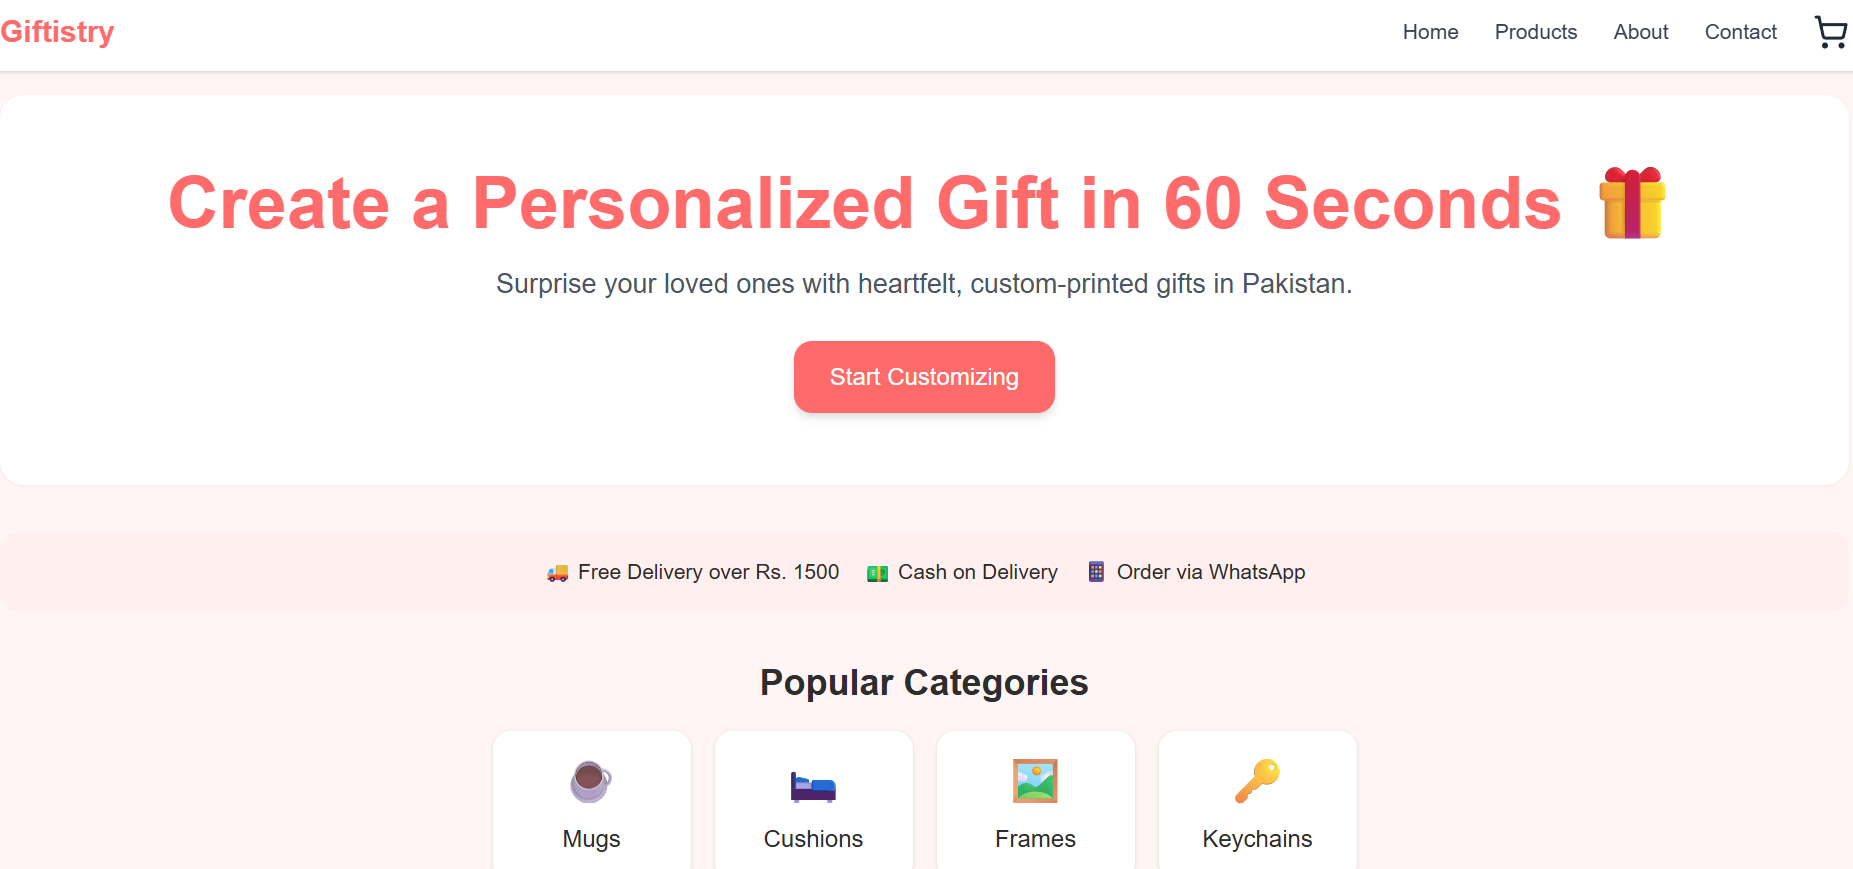 Giftistry
Home Products About Contact
Create a Personalized Gift in 60 Seconds 🎁
Surprise your loved ones with heartfelt, custom-printed gifts in Pakistan.
Start Customizing
🚚 Free Delivery over Rs. 1500 💵 Cash on Delivery 📱 Order via WhatsApp
Popular Categories
Mugs Cushions Frames Keychains